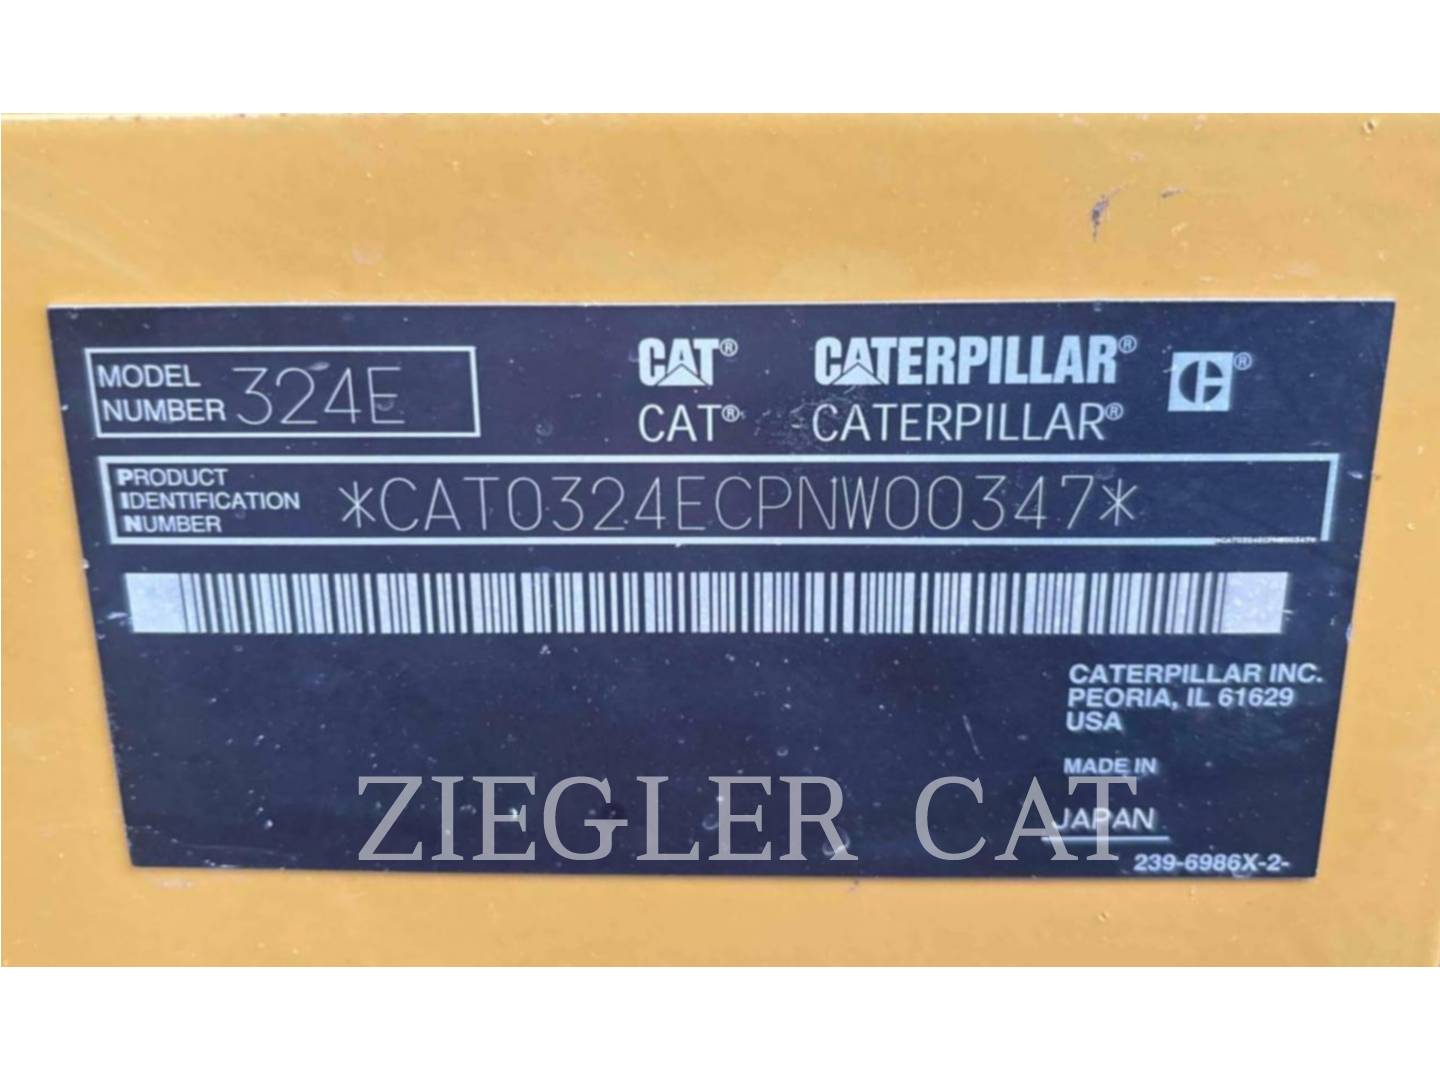 MODEL
NUMBER 324E
CAT® CATERPILLAR® ®
CAT® CATERPILLAR®
PRODUCT
IDENTIFICATION
NUMBER
*CAT0324ECPNW00347*
CATERPILLAR INC.
PEORIA, IL 61629
USA
MADE IN
JAPAN
239-6986X-2-
ZIEGLER CAT